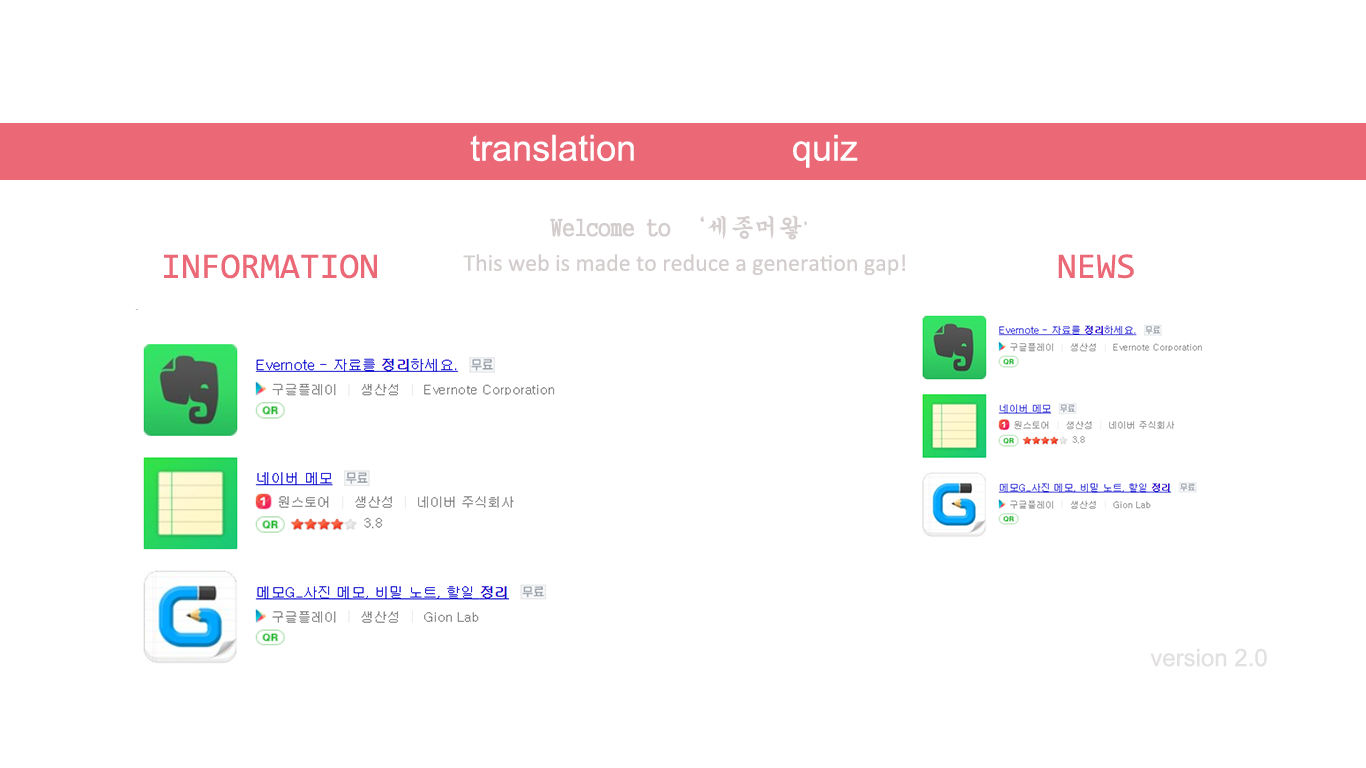 translation quiz
Welcome to '세종머왛'
This web is made to reduce a generation gap!
INFORMATION
Evernote - 자료를 정리하세요. 무료
구글플레이 | 생산성 | Evernote Corporation
QR
네이버 메모 무료
1 원스토어 | 생산성 | 네이버 주식회사
QR 3,8
메모G_사진 메모, 비밀 노트, 할일 정리 무료
구글플레이 | 생산성 | Gion Lab
QR
NEWS
Evernote - 자료를 정리하세요. 무료
구글플레이 | 생산성 | Evernote Corporation
QR
네이버 메모 무료
1 원스토어 | 생산성 | 네이버 주식회사
QR 3,8
메모G_사진 메모, 비밀 노트, 할일 정리 무료
구글플레이 | 생산성 | Gion Lab
QR
version 2.0